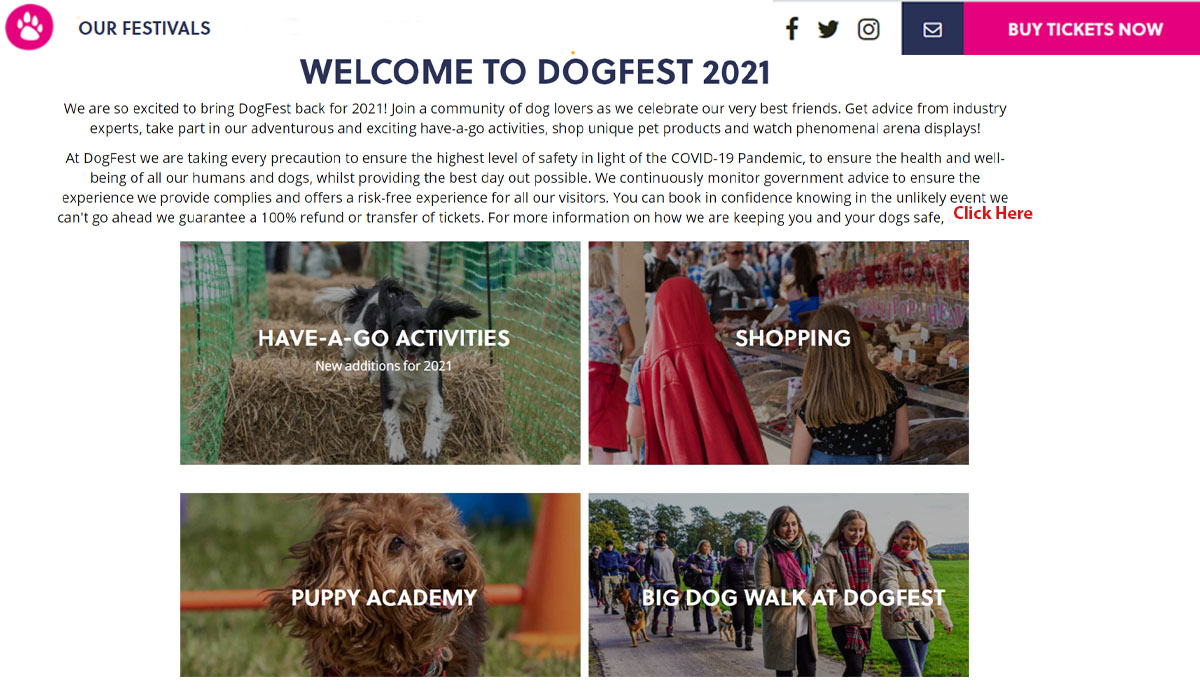 OUR FESTIVALS
BUY TICKETS NOW
WELCOME TO DOGFEST 2021
We are so excited to bring DogFest back for 2021! Join a community of dog lovers as we celebrate our very best friends. Get advice from industry
experts, take part in our adventurous and exciting have-a-go activities, shop unique pet products and watch phenomenal arena displays!
At DogFest we are taking every precaution to ensure the highest level of safety in light of the COVID-19 Pandemic, to ensure the health and well-
being of all our humans and dogs, whilst providing the best day out possible. We continuously monitor government advice to ensure the
experience we provide complies and offers a risk-free experience for all our visitors. You can book in confidence knowing in the unlikely event we
can't go ahead we guarantee a 100% refund or transfer of tickets. For more information on how we are keeping you and your dogs safe, Click Here
HAVE-A-GO ACTIVITIES
New additions for 2021
SHOPPING
PUPPY ACADEMY
BIG DOG WALK AT DOGFEST